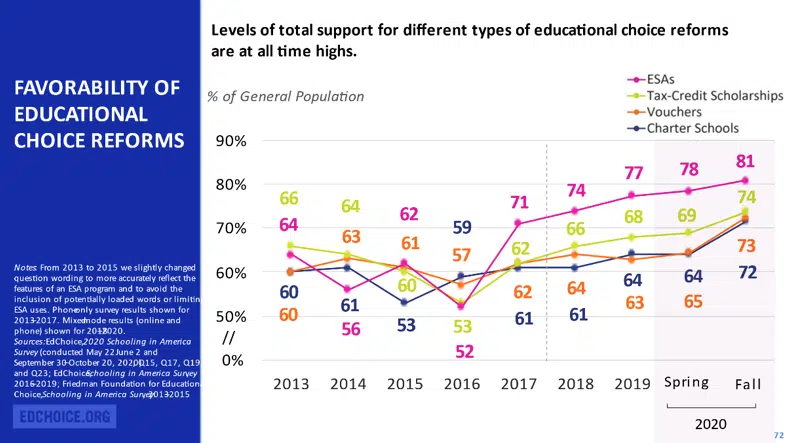 Levels of total support for different types of educational choice reforms
are at all time highs.
FAVORABILITY OF
EDUCATIONAL
CHOICE REFORMS
% of General Population
ESAs
Tax-Credit Scholarships
Vouchers
Charter Schools
90%
80%
70%
60%
50%
//
0%
66 64 60 53 62 66 68 69 74
64 56 62 52 71 74 77 78 81
60 63 61 57 62 64 63 65 73
60 61 53 59 61 61 64 64 72
2013 2014 2015 2016 2017 2018 2019 Spring Fall
2020
Notes: From 2013 to 2015 we slightly changed
question wording to more accurately reflect the
features of an ESA program and to avoid the
inclusion of potentially loaded words or limitin
ESA uses. Phone-only survey results shown for
2013-2017. Mixed-mode results (online and
phone) shown for 2018-2020.
Sources: EdChoice, 2020 Schooling in America
Survey (conducted May 22-June 2 and
September 30-October 20, 2020), Q15, Q17, Q19
and Q23; EdChoice, Schooling in America Survey,
2016-2019; Friedman Foundation for Education
Choice, Schooling in America Survey, 2013-2015
EDCHOICE.ORG
72